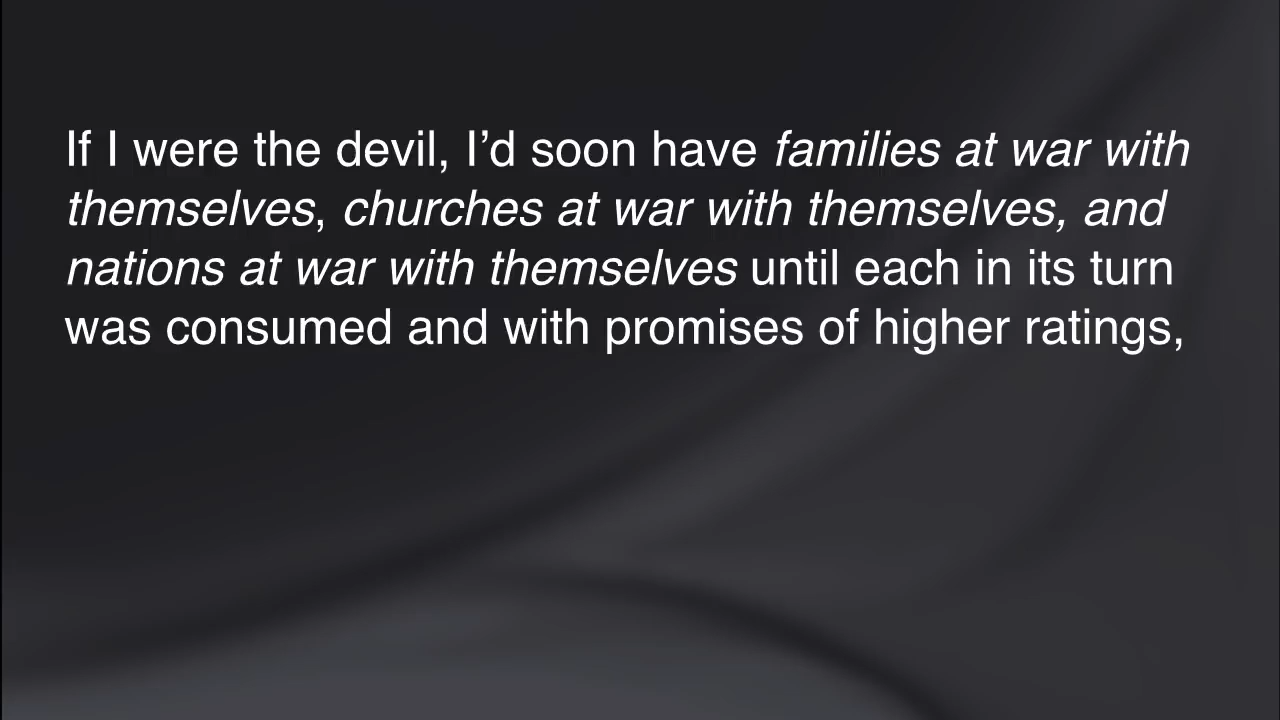 If I were the devil, I’d soon have families at war with
themselves, churches at war with themselves, and
nations at war with themselves until each in its turn
was consumed and with promises of higher ratings,